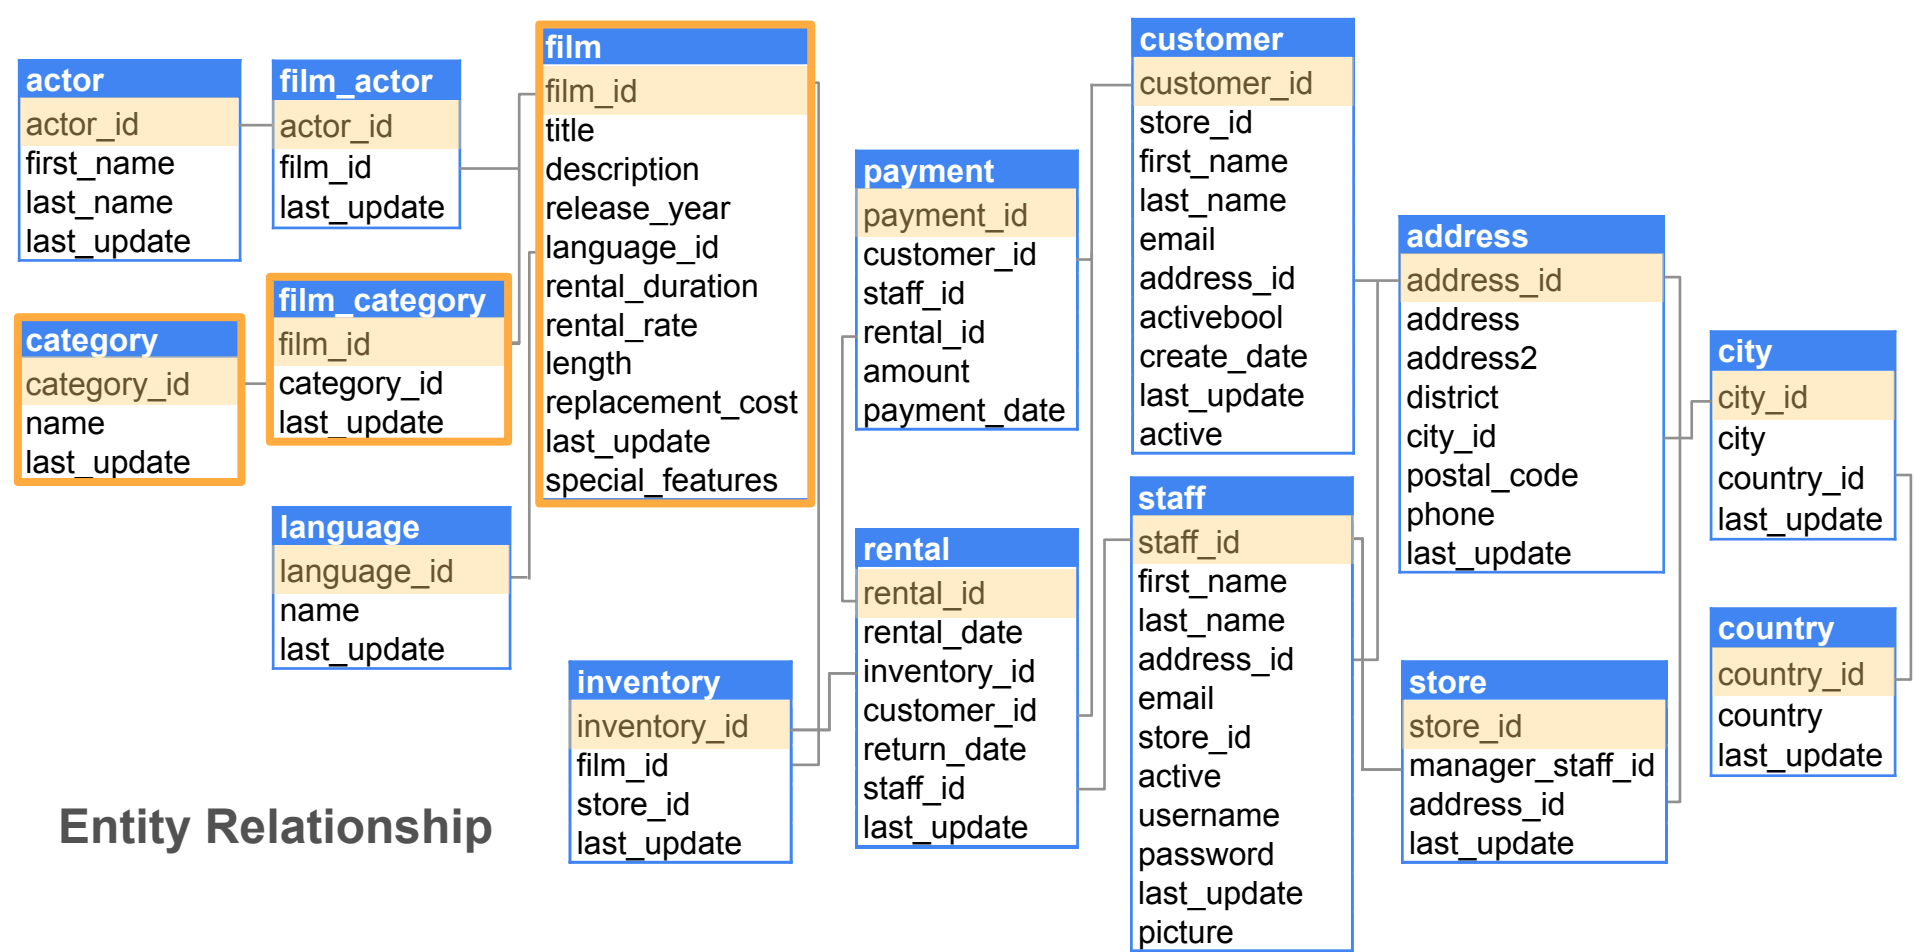 actor
actor_id
first_name
last_name
last_update
film_actor
actor_id
film_id
last_update
film
film_id
title
description
release_year
language_id
rental_duration
rental_rate
length
replacement_cost
last_update
special_features
category
category_id
name
last_update
film_category
film_id
category_id
last_update
language
language_id
name
last_update
payment
payment_id
customer_id
staff_id
rental_id
amount
payment_date
customer
customer_id
store_id
first_name
last_name
email
address_id
activebool
create_date
last_update
active
address
address_id
address
address2
district
city_id
postal_code
phone
last_update
city
city_id
city
country_id
last_update
inventory
inventory_id
film_id
store_id
last_update
rental
rental_id
rental_date
inventory_id
customer_id
return_date
staff_id
last_update
staff
staff_id
first_name
last_name
address_id
email
store_id
active
username
password
last_update
picture
store
store_id
manager_staff_id
address_id
last_update
country
country_id
country
last_update
Entity Relationship